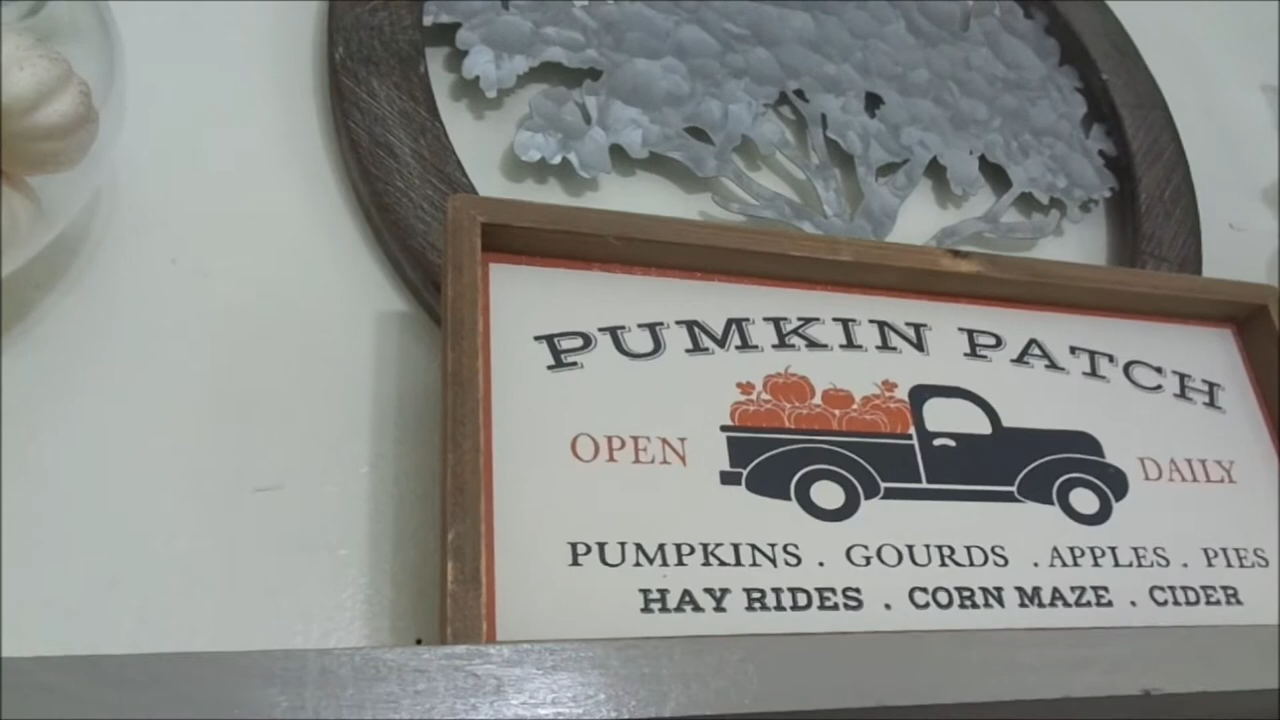 PUMKIN PATCH
OPEN DAILY
PUMPKINS . GOURDS . APPLES . PIES
HAY RIDES . CORN MAZE . CIDER